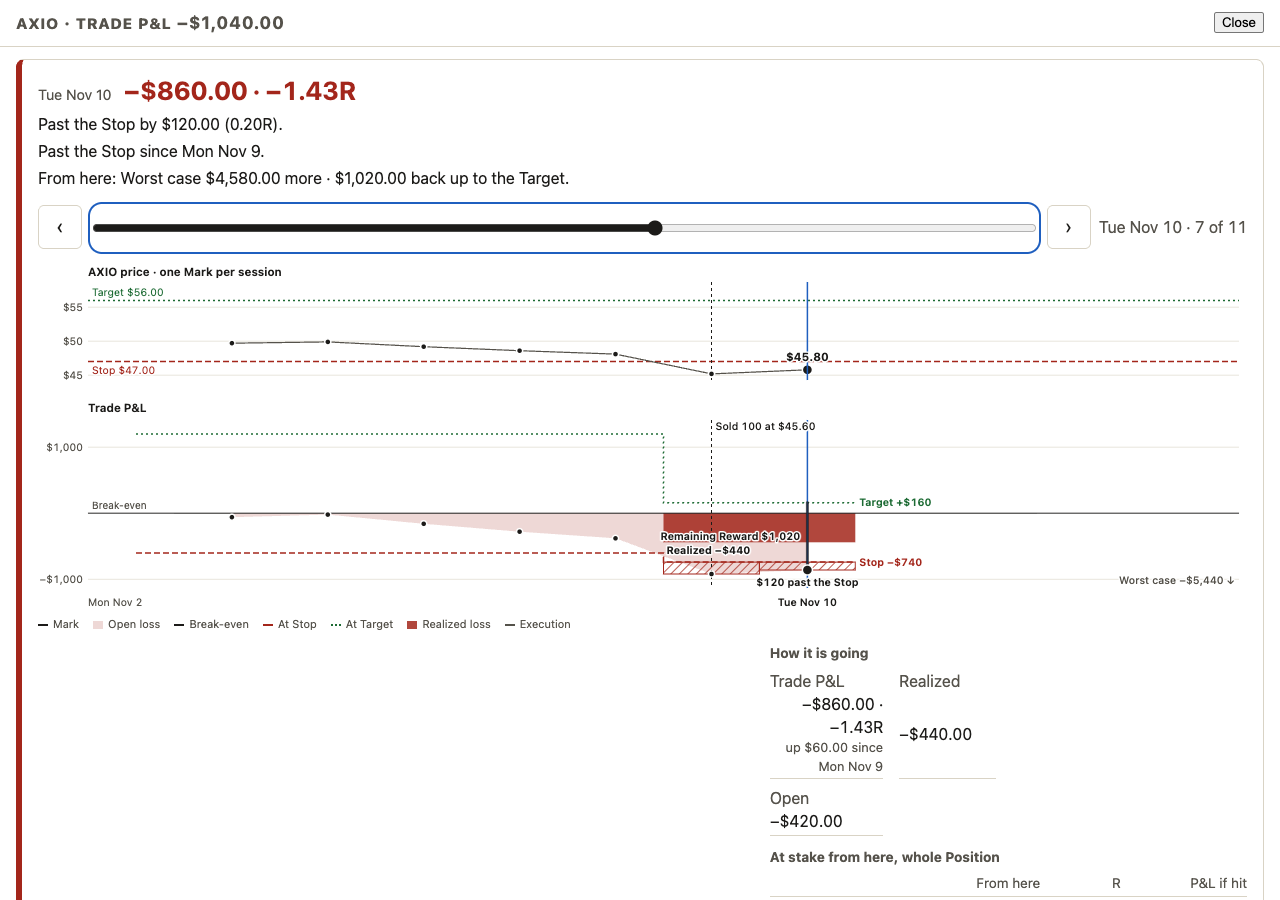 AXIO · TRADE P&L −$1,040.00
Close
Tue Nov 10 −$860.00 · −1.43R
Past the Stop by $120.00 (0.20R).
Past the Stop since Mon Nov 9.
From here: Worst case $4,580.00 more · $1,020.00 back up to the Target.
‹
›
Tue Nov 10 · 7 of 11
AXIO price · one Mark per session
Target $56.00
$55
$50
$45.80
Stop $47.00
$45
Trade P&L
Sold 100 at $45.60
$1,000
Target +$160
Break-even
Remaining Reward $1,020
Realized −$440
Stop −$740
−$1,000
$120 past the Stop
Worst case −$5,440 ↓
Mon Nov 2
Tue Nov 10
Mark
Open loss
Break-even
At Stop
At Target
Realized loss
Execution
How it is going
Trade P&L
−$860.00 ·
−1.43R
up $60.00 since
Mon Nov 9
Realized
−$440.00
Open
−$420.00
At stake from here, whole Position
From here R P&L if hit